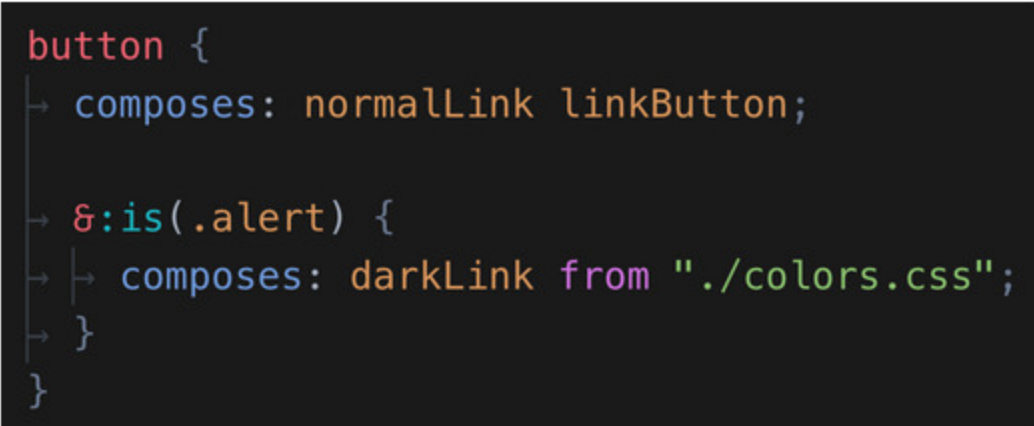 button {
composes: normalLink linkButton;
&:is(.alert) {
composes: darkLink from "./colors.css";
}
}